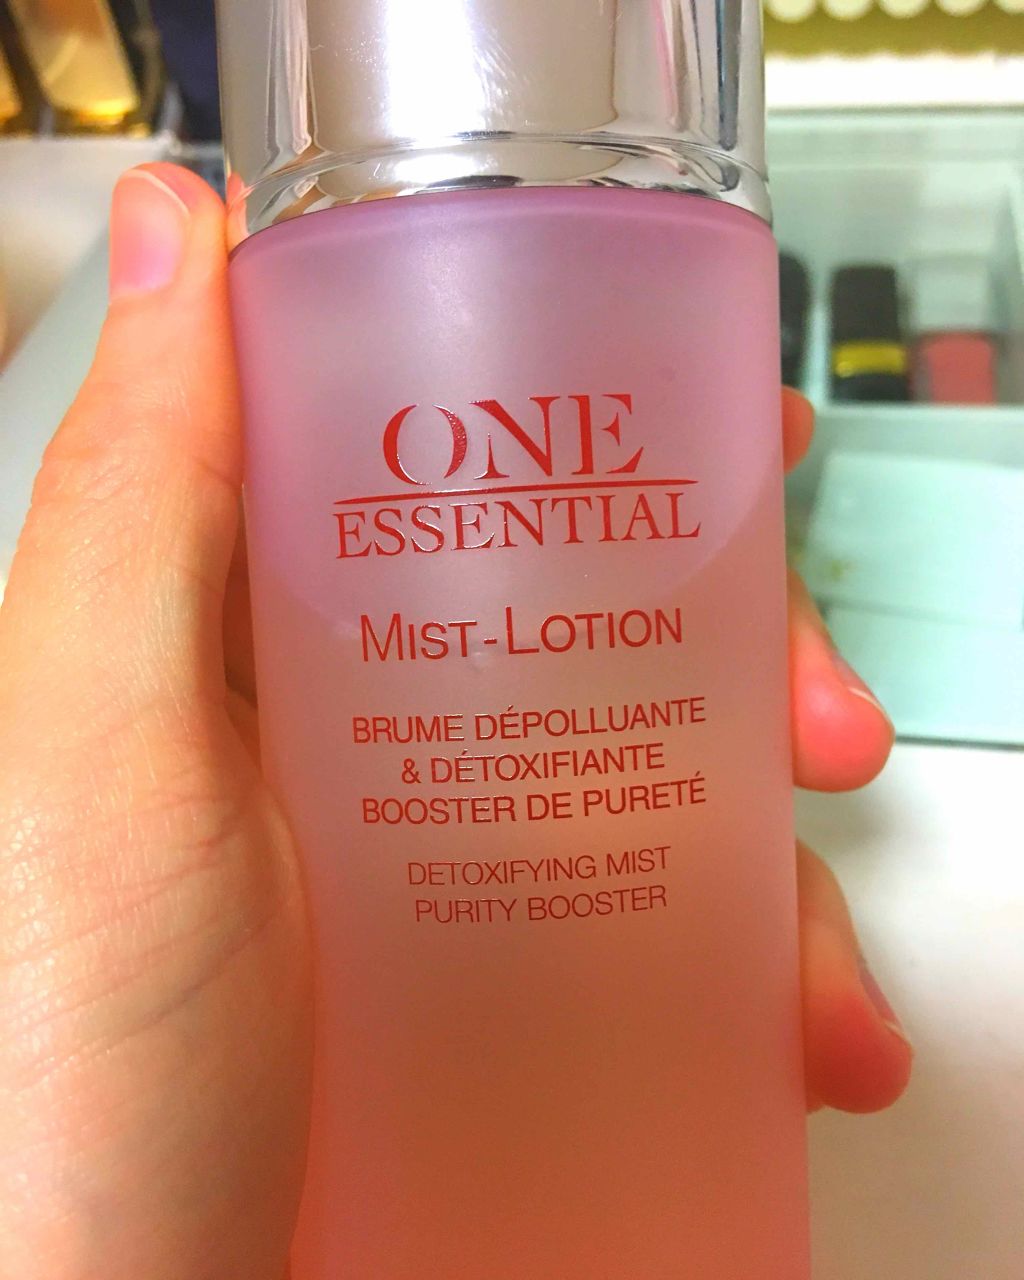 ONE
ESSENTIAL
MIST-LOTION
BRUME DÉPOLLUANTE
& DÉTOXIFIANTE
BOOSTER DE PURETÉ
DETOXIFYING MIST
PURITY BOOSTER